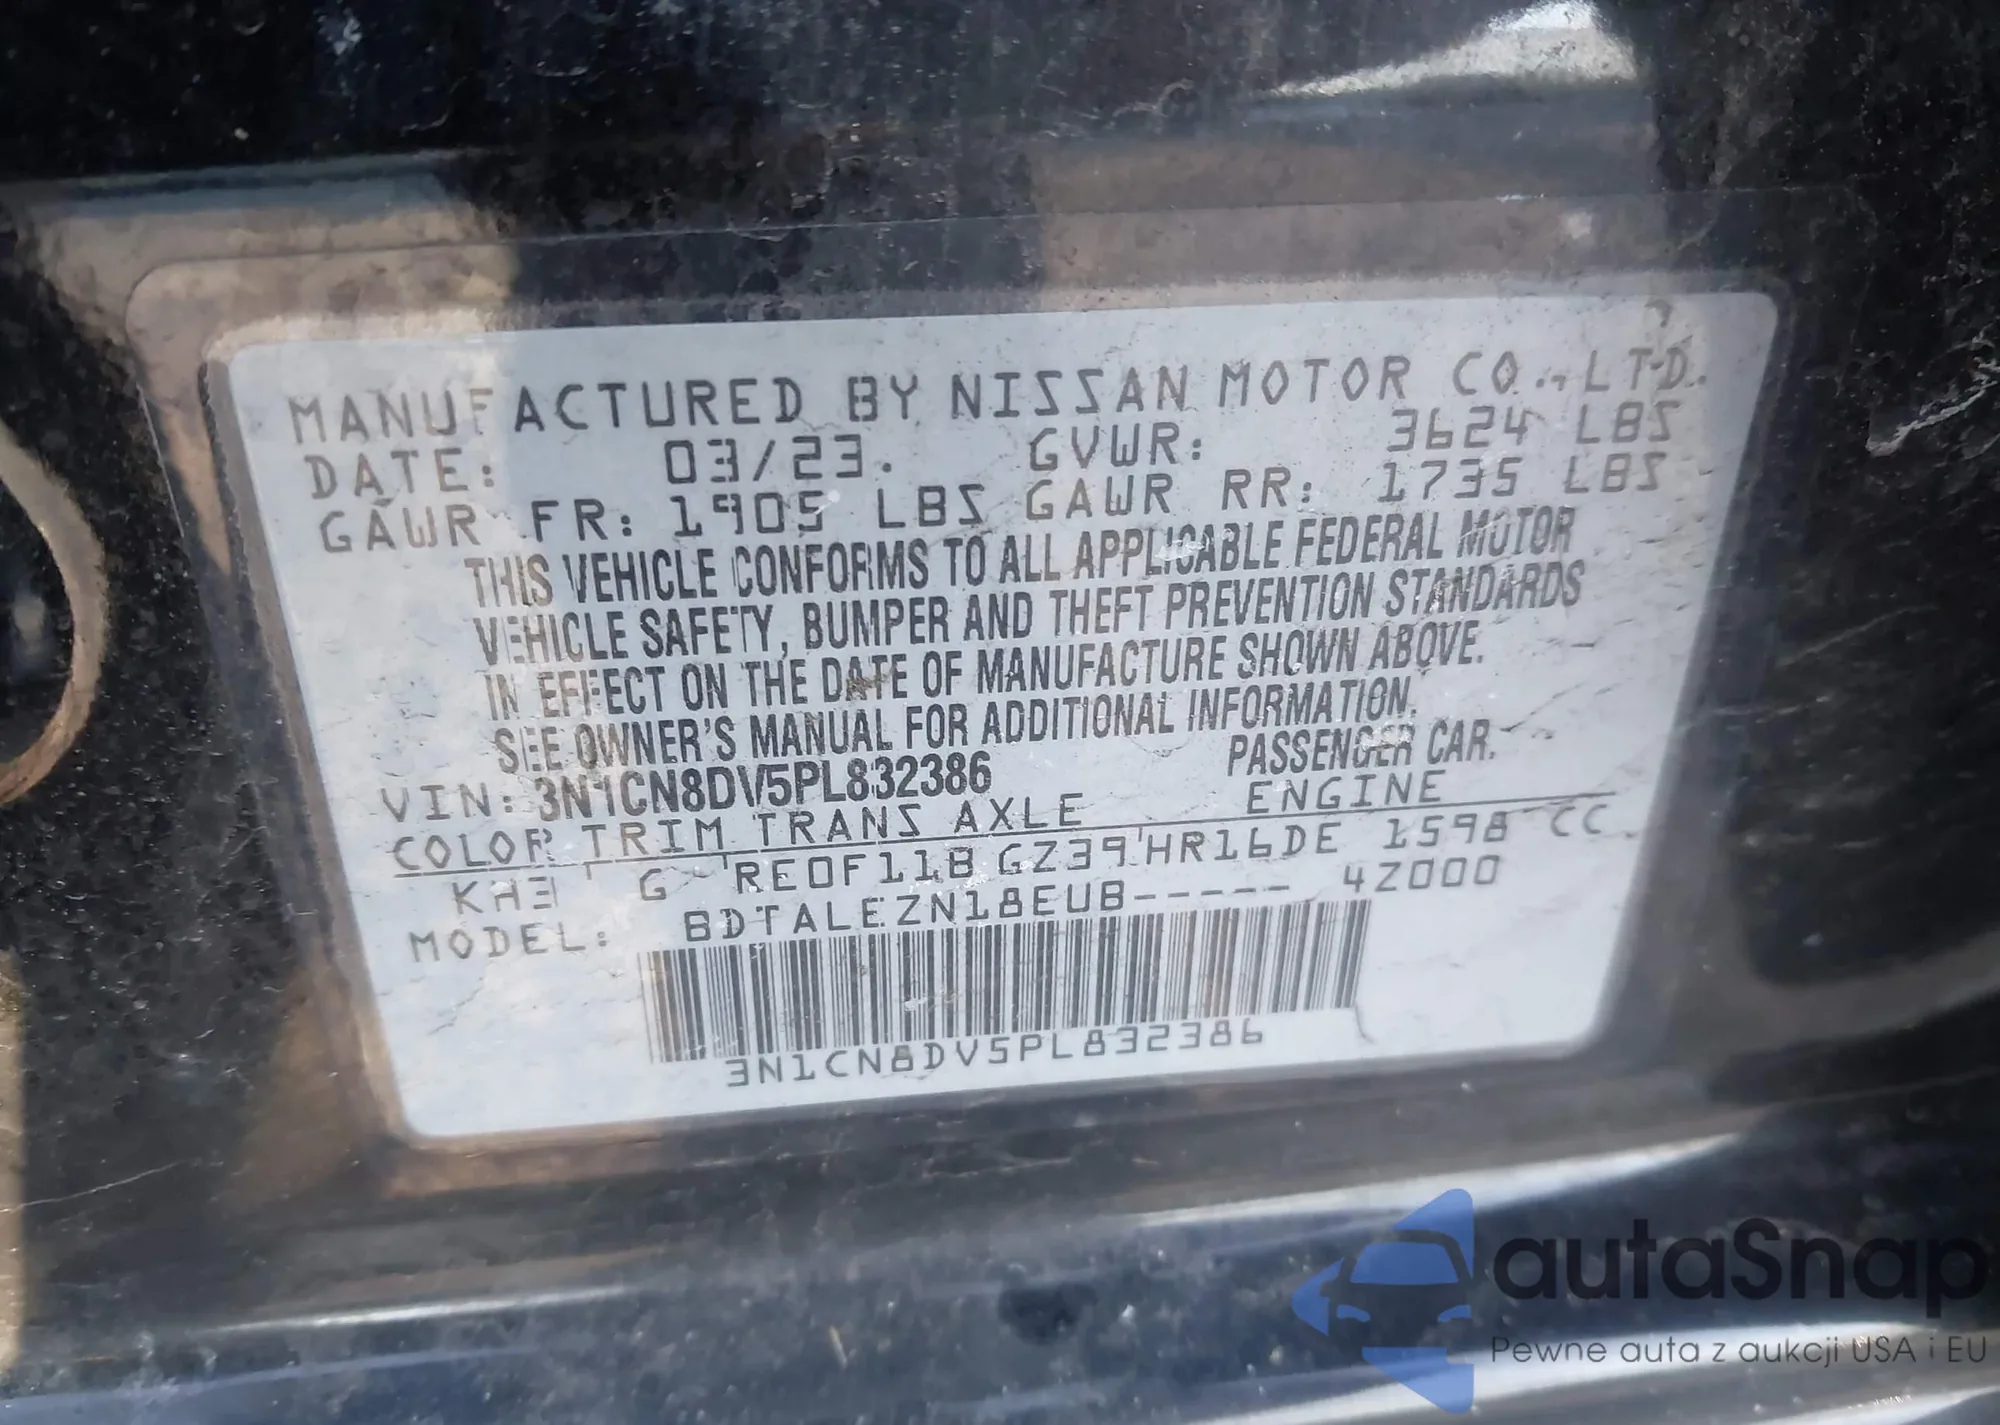 MANUFACTURED BY NISSAN MOTOR CO., LTD.
DATE: 03/23. GVWR: 3624 LBS
GAWR FR: 1905 LBS GAWR RR: 1735 LBS
THIS VEHICLE CONFORMS TO ALL APPLICABLE FEDERAL MOTOR
VEHICLE SAFETY, BUMPER AND THEFT PREVENTION STANDARDS
IN EFFECT ON THE DATE OF MANUFACTURE SHOWN ABOVE.
SEE OWNER'S MANUAL FOR ADDITIONAL INFORMATION.
VIN: 3N1CN8DV5PL832386 PASSENGER CAR.
COLOR TRIM TRANS AXLE ENGINE
KH3 G RE0F11B GZ39 HR16DE 1598 CC
MODEL: BDTALEZN18EUB----- 4Z000
3N1CN8DV5PL832386
autaSnap
Pewne auta z aukcji USA i EU